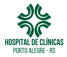 HOSPITAL DE CLÍNICAS
PORTO ALEGRE - RS